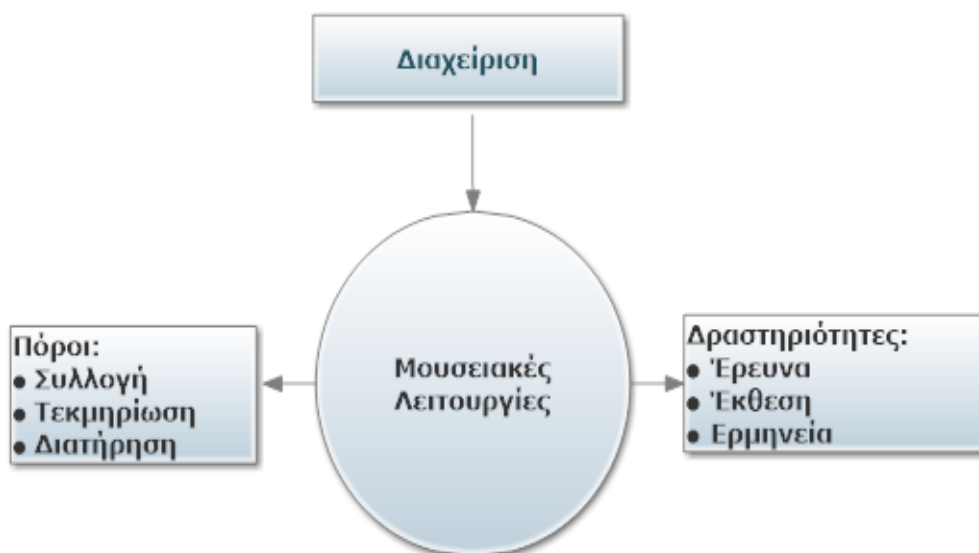 Διαχείριση
Πόροι:
● Συλλογή
● Τεκμηρίωση
● Διατήρηση
Μουσειακές
Λειτουργίες
Δραστηριότητες:
● Έρευνα
● Έκθεση
● Ερμηνεία